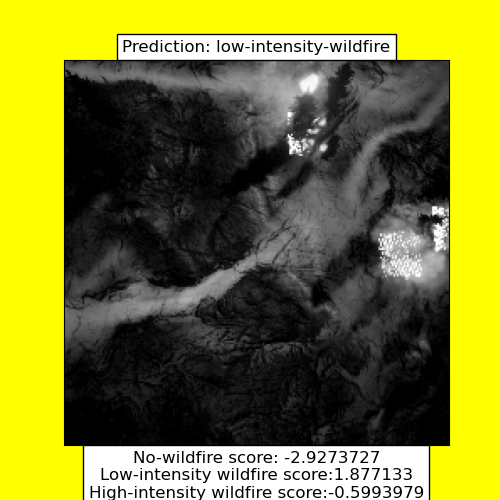 Prediction: low-intensity-wildfire
No-wildfire score: -2.9273727
Low-intensity wildfire score:1.877133
High-intensity wildfire score:-0.5993979